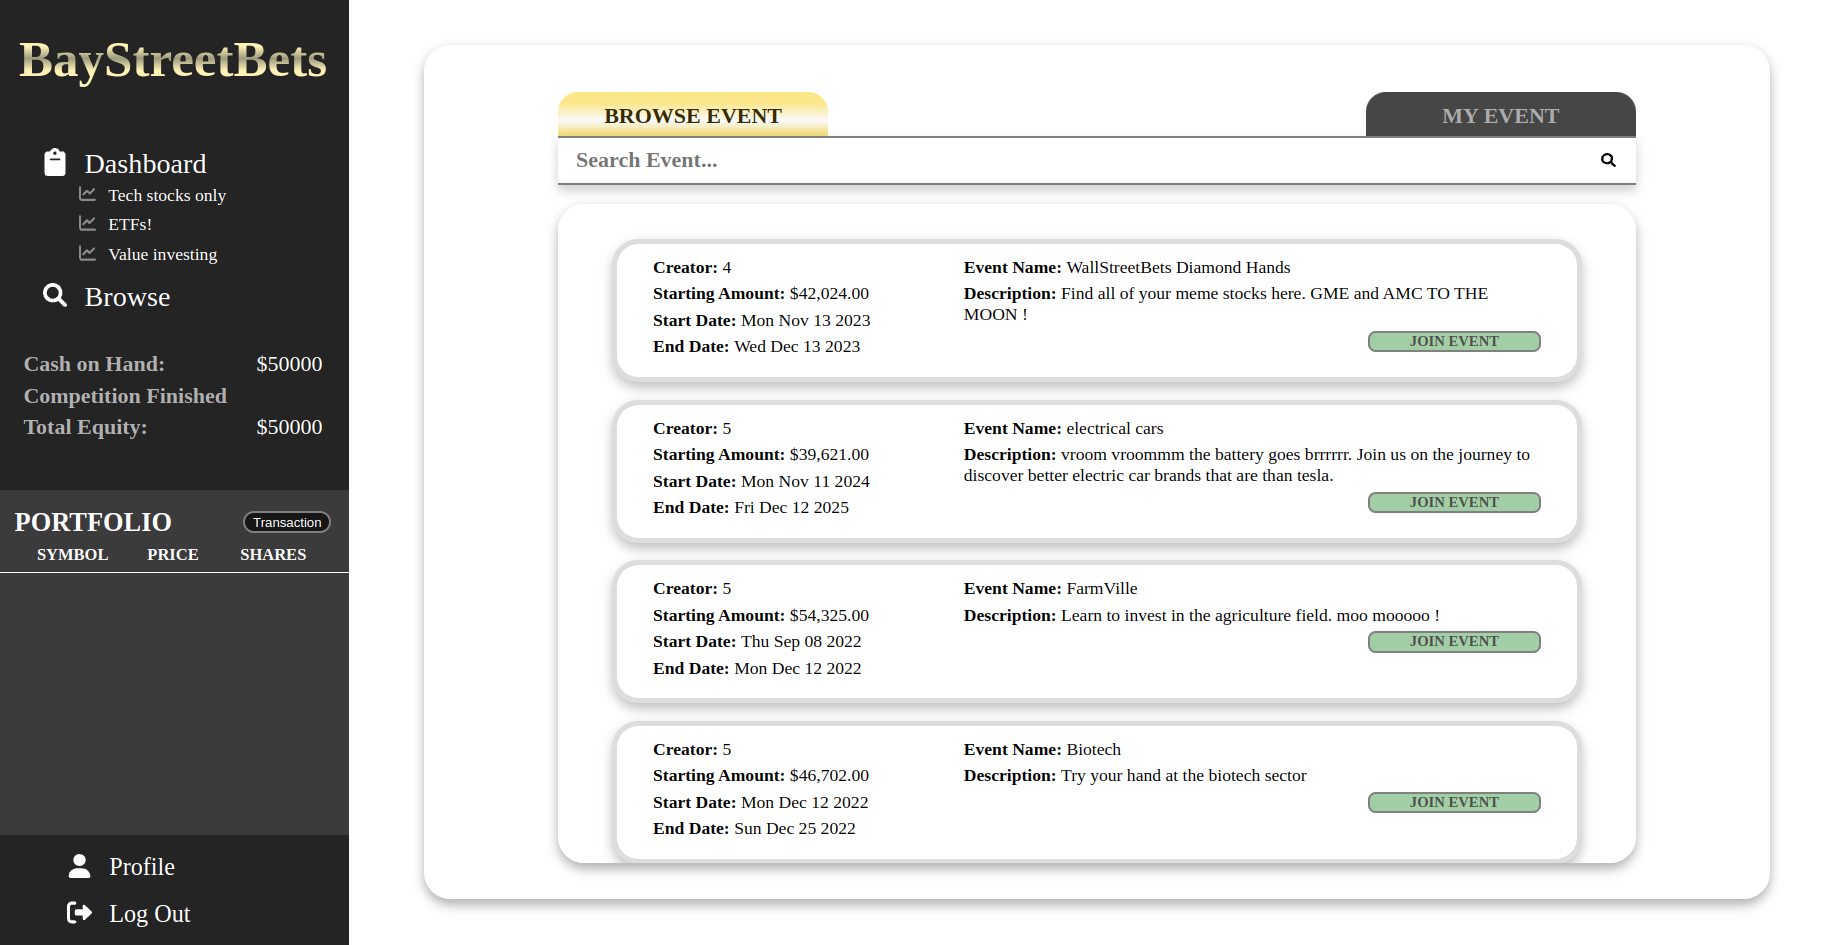 BayStreetBets
Dashboard
Tech stocks only
ETFs!
Value investing
Browse
Cash on Hand: $50000
Competition Finished
Total Equity: $50000
PORTFOLIO Transaction
SYMBOL PRICE SHARES
Profile
Log Out
BROWSE EVENT MY EVENT
Search Event...
Creator: 4
Starting Amount: $42,024.00
Start Date: Mon Nov 13 2023
End Date: Wed Dec 13 2023
Event Name: WallStreetBets Diamond Hands
Description: Find all of your meme stocks here. GME and AMC TO THE
MOON !
JOIN EVENT
Creator: 5
Starting Amount: $39,621.00
Start Date: Mon Nov 11 2024
End Date: Fri Dec 12 2025
Event Name: electrical cars
Description: vroom vroommm the battery goes brrrrrr. Join us on the journey to
discover better electric car brands that are than tesla.
JOIN EVENT
Creator: 5
Starting Amount: $54,325.00
Start Date: Thu Sep 08 2022
End Date: Mon Dec 12 2022
Event Name: FarmVille
Description: Learn to invest in the agriculture field. moo mooooo !
JOIN EVENT
Creator: 5
Starting Amount: $46,702.00
Start Date: Mon Dec 12 2022
End Date: Sun Dec 25 2022
Event Name: Biotech
Description: Try your hand at the biotech sector
JOIN EVENT